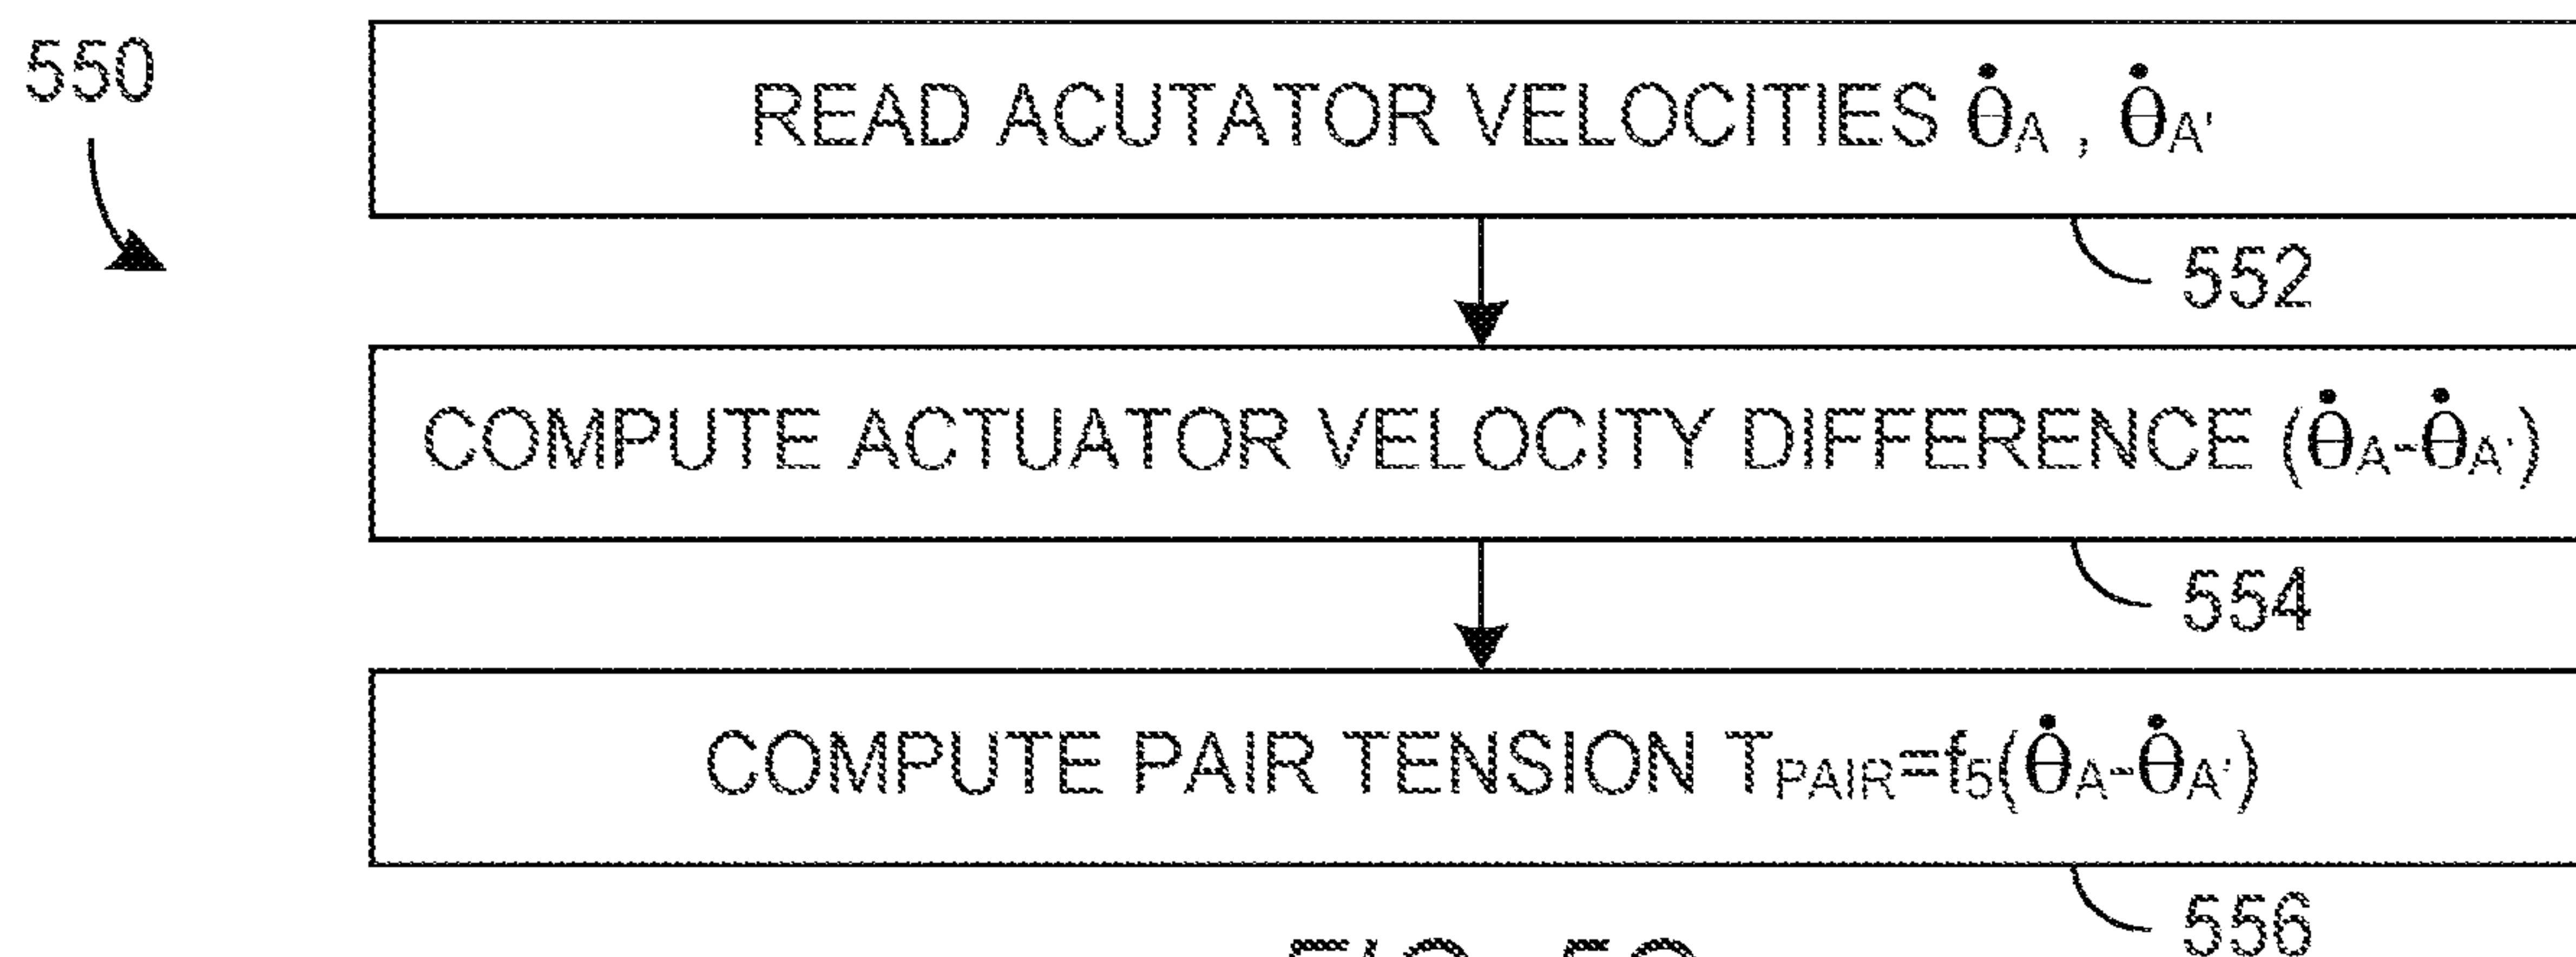 550
READ ACUTATOR VELOCITIES θ̇A , θ̇A'
552
COMPUTE ACTUATOR VELOCITY DIFFERENCE (θ̇A-θ̇A')
554
COMPUTE PAIR TENSION TPAIR=f5(θ̇A-θ̇A')
556